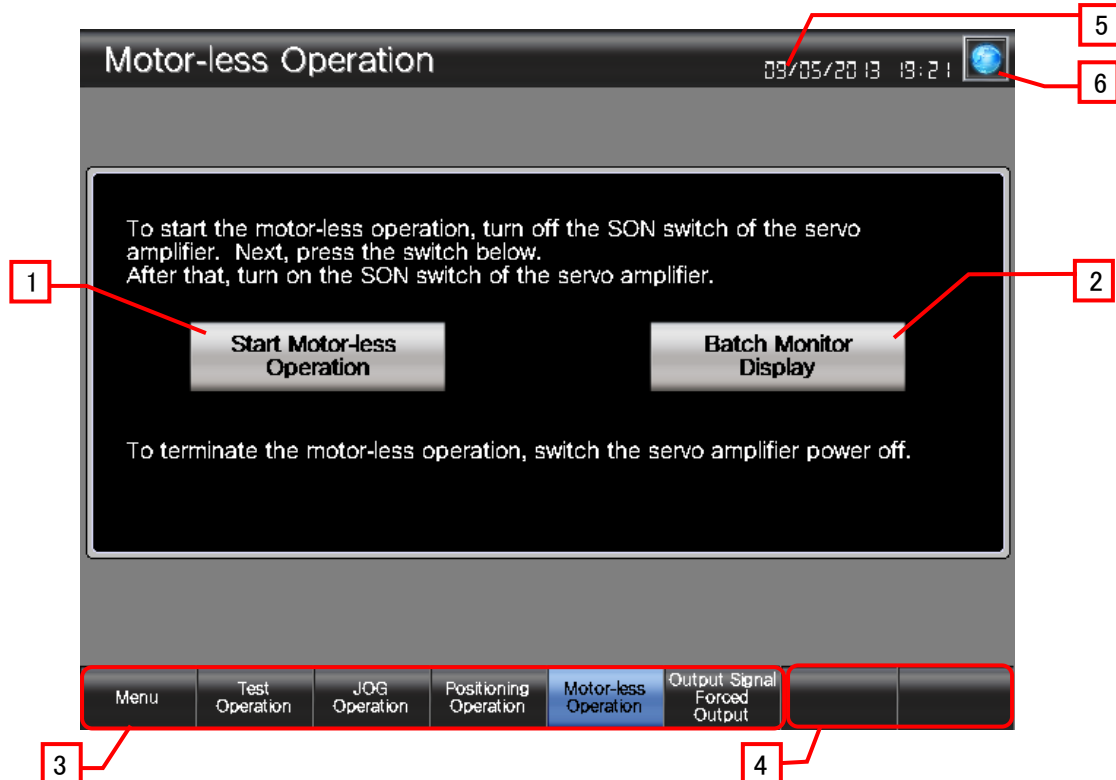 5
Motor-less Operation
09/05/2013 19:21
6
To start the motor-less operation, turn off the SON switch of the servo
amplifier. Next, press the switch below.
After that, turn on the SON switch of the servo amplifier.
1
2
Start Motor-less
Operation
Batch Monitor
Display
To terminate the motor-less operation, switch the servo amplifier power off.
Menu
Test
Operation
JOG
Operation
Positioning
Operation
Motor-less
Operation
Output Signal
Forced
Output
3
4